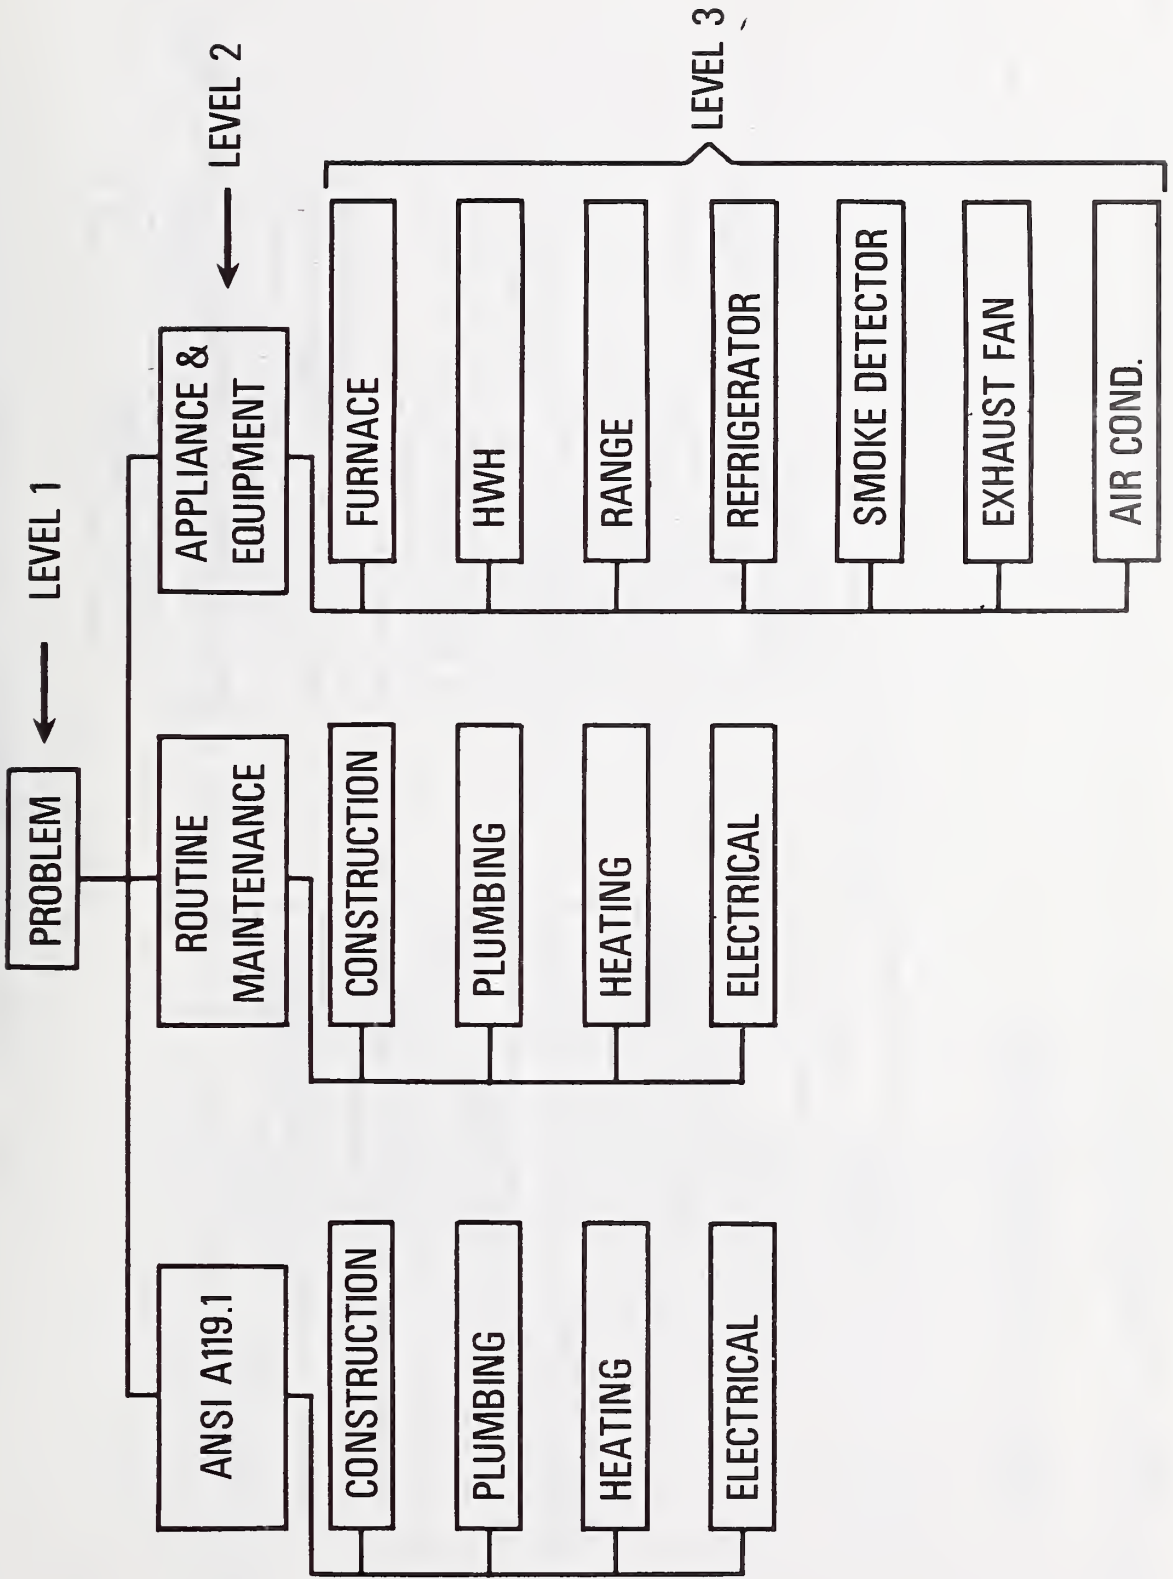 PROBLEM
LEVEL 1
ANSI A119.1
ROUTINE
MAINTENANCE
APPLIANCE &
EQUIPMENT
LEVEL 2
CONSTRUCTION
PLUMBING
HEATING
ELECTRICAL
CONSTRUCTION
PLUMBING
HEATING
ELECTRICAL
FURNACE
HWH
RANGE
REFRIGERATOR
SMOKE DETECTOR
EXHAUST FAN
AIR COND.
LEVEL 3